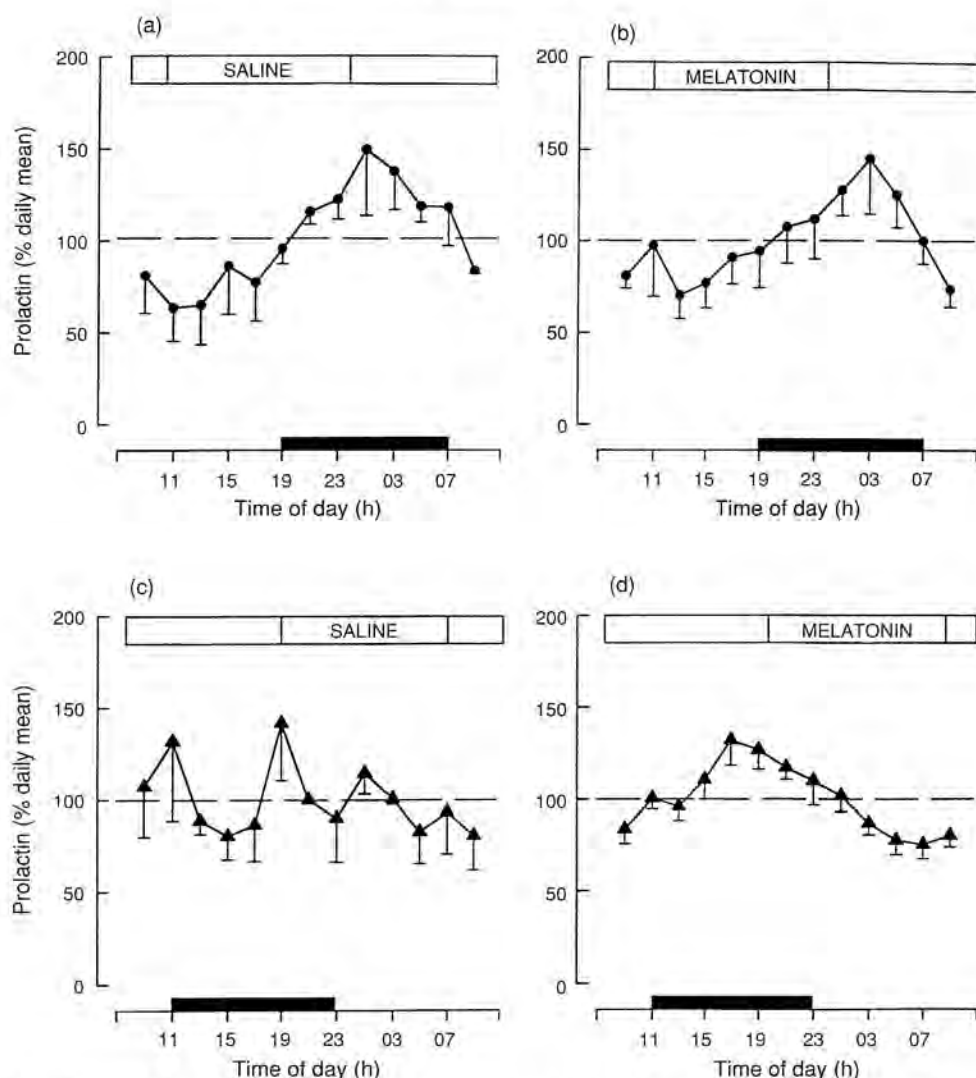 (a)
200
SALINE
150
100
50
0
Prolactin (% daily mean)
11 15 19 23 03 07
Time of day (h)
(b)
200
MELATONIN
150
100
50
0
11 15 19 23 03 07
Time of day (h)
(c)
200
SALINE
150
100
50
0
Prolactin (% daily mean)
11 15 19 23 03 07
Time of day (h)
(d)
200
MELATONIN
150
100
50
0
11 15 19 23 03 07
Time of day (h)